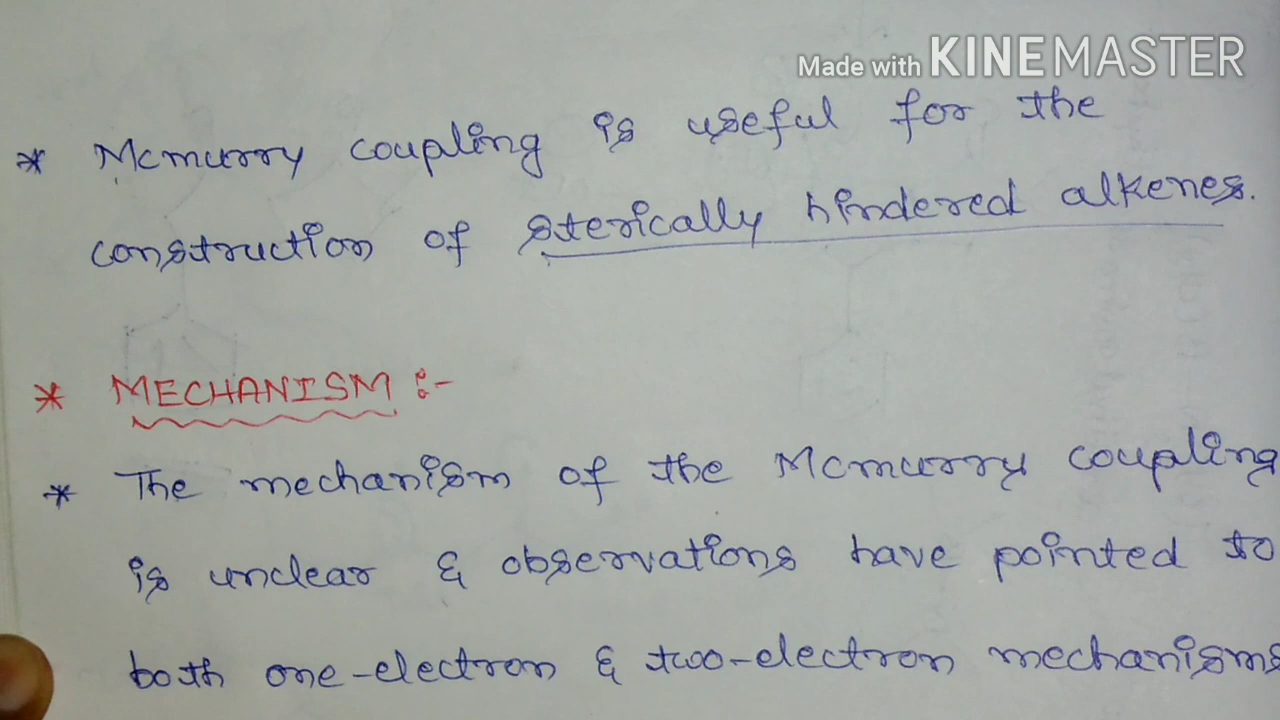 Made with KINEMASTER
* Mcmurry coupling is useful for the
construction of sterically hindered alkenes.
* MECHANISM :-
* The mechanism of the Mcmurry coupling
is unclear & observations have pointed to
both one-electron & two-electron mechanisms